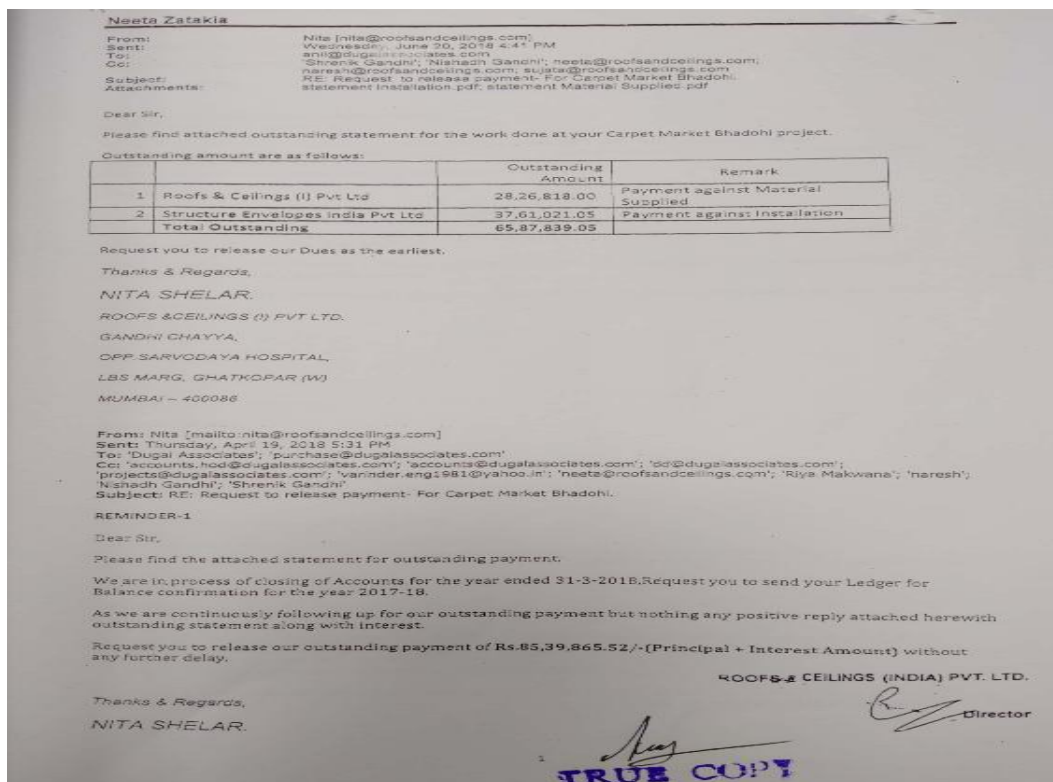 Neeta Zatakia
From: Nita [nita@roofsandceilings.com]
Sent: Wednesday, June 20, 2018 4:41 PM
To: anil@dugalassociates.com
Cc: 'Shrenik Gandhi'; 'Nishadh Gandhi'; neeta@roofsandceilings.com;
naresh@roofsandceilings.com; sujata@roofsandceilings.com
Subject: RE: Request to release payment- For Carpet Market Bhadohi.
Attachments: statement Installation.pdf; statement Material Supplied.pdf
Dear Sir,
Please find attached outstanding statement for the work done at your Carpet Market Bhadohi project.
Outstanding amount are as follows:
Outstanding Amount Remark
1 Roofs & Ceilings (I) Pvt Ltd 28,26,818.00 Payment against Material Supplied
2 Structure Envelopes India Pvt Ltd 37,61,021.05 Payment against Installation
Total Outstanding 65,87,839.05
Request you to release our Dues as the earliest.
Thanks & Regards,
NITA SHELAR.
ROOFS &CEILINGS (I) PVT LTD.
GANDHI CHAYYA,
OPP SARVODAYA HOSPITAL,
LBS MARG, GHATKOPAR (W)
MUMBAI – 400086
From: Nita [mailto:nita@roofsandceilings.com]
Sent: Thursday, April 19, 2018 5:31 PM
To: 'Dugal Associates'; 'purchase@dugalassociates.com'
Cc: 'accounts.hod@dugalassociates.com'; 'accounts@dugalassociates.com'; 'dd@dugalassociates.com';
'projects@dugalassociates.com'; 'varinder.eng1981@yahoo.in'; 'neeta@roofsandceilings.com'; 'Riya Makwana'; 'naresh';
'Nishadh Gandhi'; 'Shrenik Gandhi'
Subject: RE: Request to release payment- For Carpet Market Bhadohi.
REMINDER-1
Dear Sir,
Please find the attached statement for outstanding payment.
We are in process of closing of Accounts for the year ended 31-3-2018.Request you to send your Ledger for
Balance confirmation for the year 2017-18.
As we are continuously following up for our outstanding payment but nothing any positive reply attached herewith
outstanding statement along with interest.
Request you to release our outstanding payment of Rs.85,39,865.52/-(Principal + Interest Amount) without
any further delay.
ROOFS & CEILINGS (INDIA) PVT. LTD.
Thanks & Regards,
Director
NITA SHELAR.
1
TRUE COPY